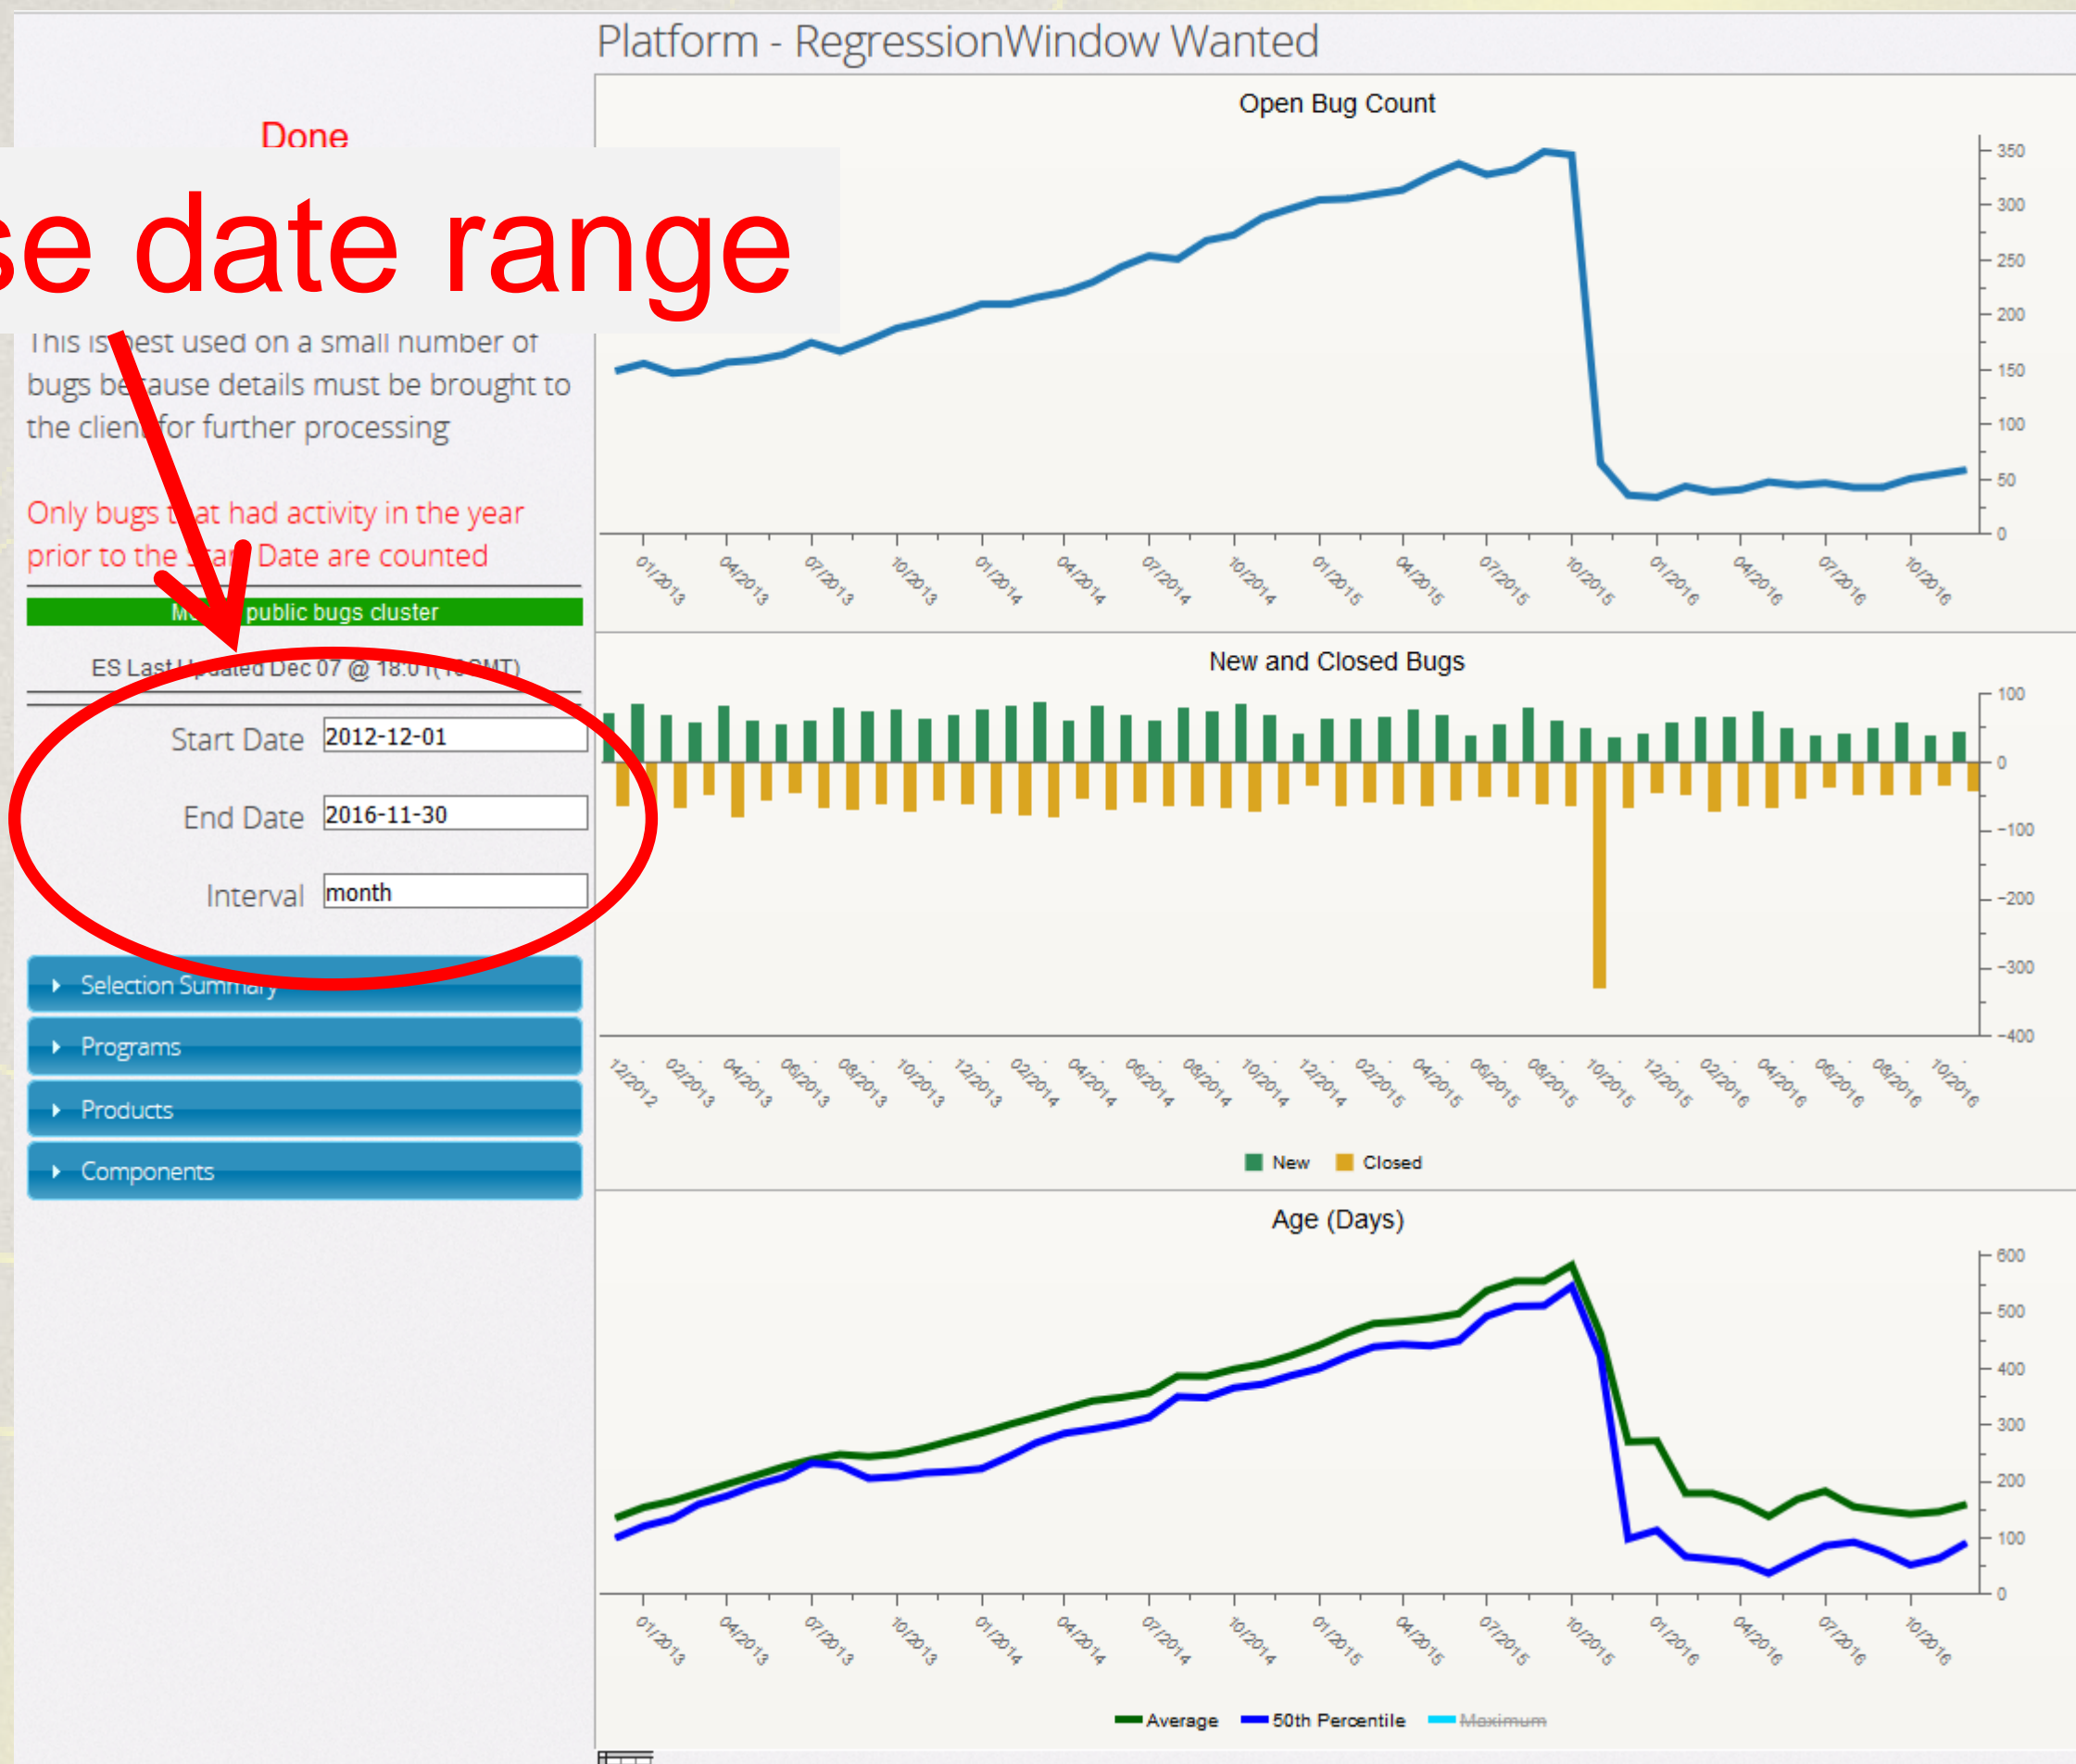 Platform - RegressionWindow Wanted
Done
se date range
This is best used on a small number of
bugs because details must be brought to
the client for further processing
Only bugs that had activity in the year
prior to the Start Date are counted
public bugs cluster
ES Last Updated Dec 07 @ 18:01
Start Date 2012-12-01
End Date 2016-11-30
Interval month
Selection Summary
Programs
Products
Components
Open Bug Count
350
300
250
200
150
100
50
0
01/2013 04/2013 07/2013 10/2013 01/2014 04/2014 07/2014 10/2014 01/2015 04/2015 07/2015 10/2015 01/2016 04/2016 07/2016 10/2016
New and Closed Bugs
100
0
−100
−200
−300
−400
12/2012 02/2013 04/2013 06/2013 08/2013 10/2013 12/2013 02/2014 04/2014 06/2014 08/2014 10/2014 12/2014 02/2015 04/2015 06/2015 08/2015 10/2015 12/2015 02/2016 04/2016 06/2016 08/2016 10/2016
New Closed
Age (Days)
600
500
400
300
200
100
0
01/2013 04/2013 07/2013 10/2013 01/2014 04/2014 07/2014 10/2014 01/2015 04/2015 07/2015 10/2015 01/2016 04/2016 07/2016 10/2016
Average 50th Percentile Maximum